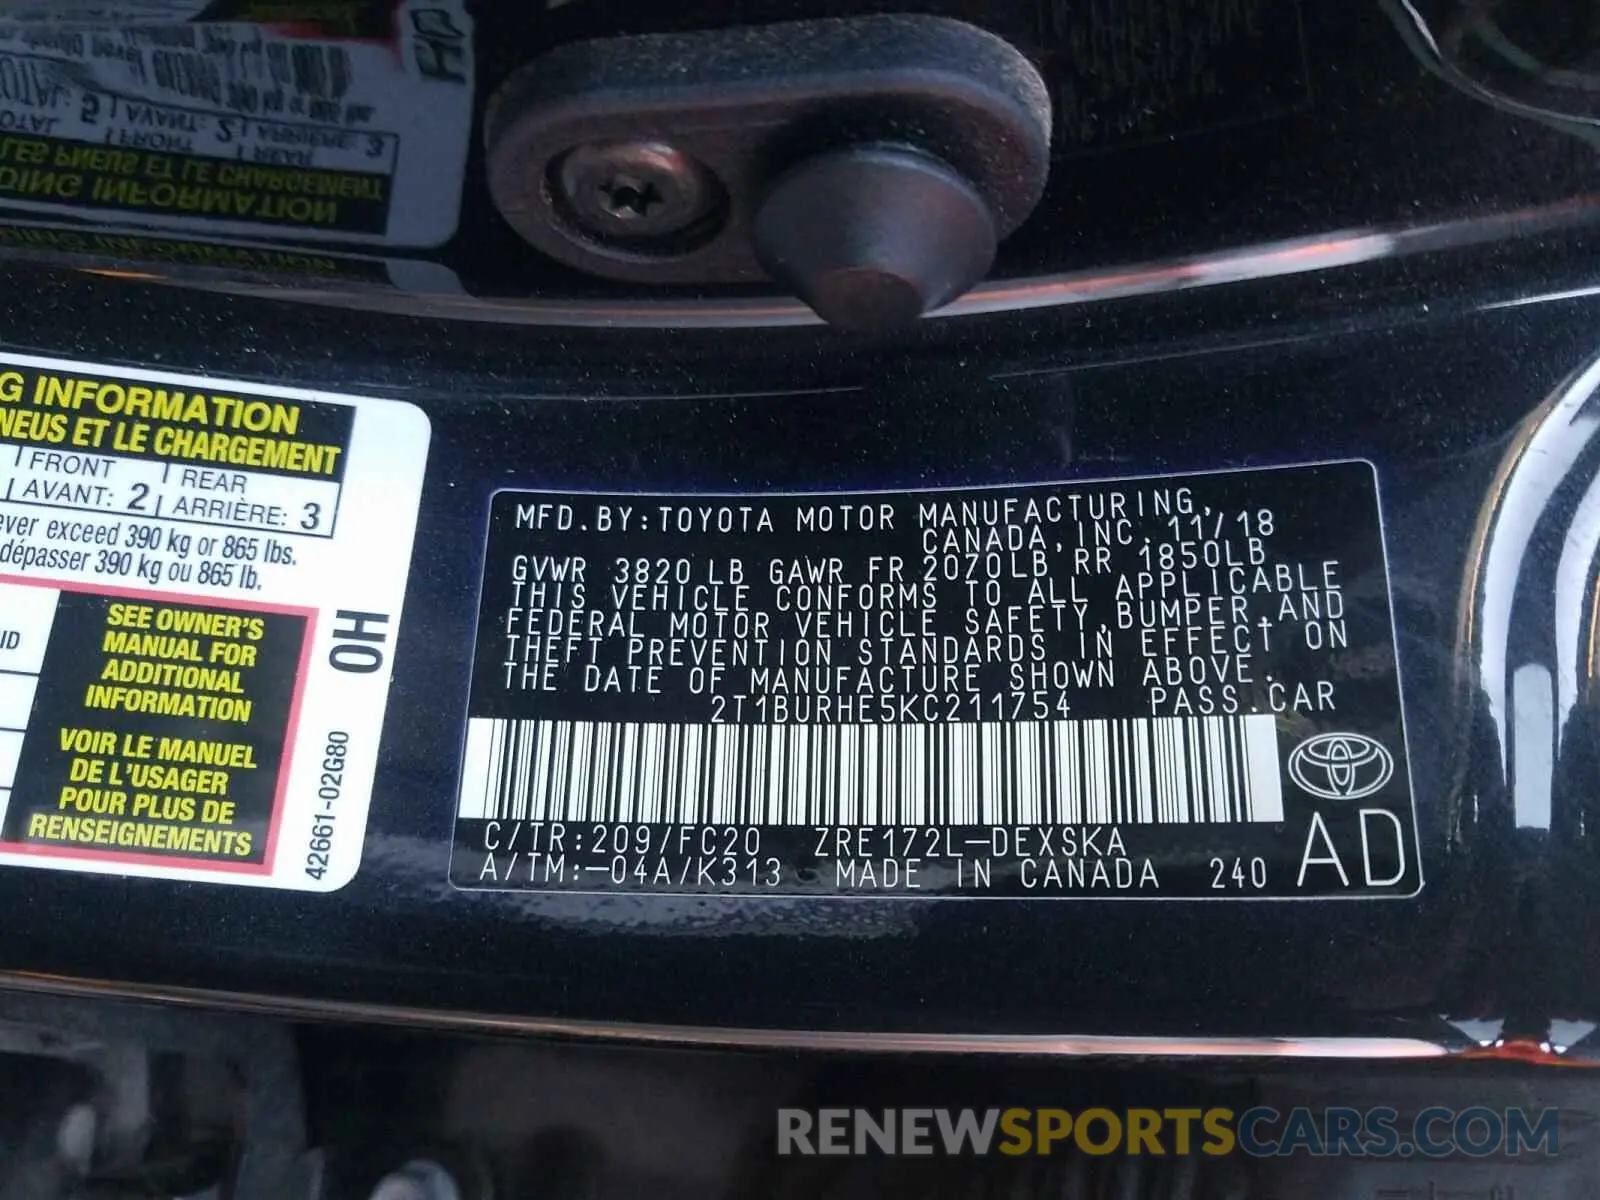 G INFORMATION
NEUS ET LE CHARGEMENT
FRONT REAR
AVANT: 2 ARRIÈRE: 3
ever exceed 390 kg or 865 lbs.
dépasser 390 kg ou 865 lb.
ID
SEE OWNER'S
MANUAL FOR
ADDITIONAL
INFORMATION
VOIR LE MANUEL
DE L'USAGER
POUR PLUS DE
RENSEIGNEMENTS
0H
42661-02G80
MFD.BY:TOYOTA MOTOR MANUFACTURING,
CANADA,INC. 11/18
GVWR 3820LB GAWR FR 2070LB RR 1850LB
THIS VEHICLE CONFORMS TO ALL APPLICABLE
FEDERAL MOTOR VEHICLE SAFETY,BUMPER,AND
THEFT PREVENTION STANDARDS IN EFFECT ON
THE DATE OF MANUFACTURE SHOWN ABOVE.
2T1BURHE5KC211754 PASS.CAR
C/TR:209/FC20 ZRE172L-DEXSKA
A/TM:-04A/K313 MADE IN CANADA 240 AD
RENEWSPORTSCARS.COM